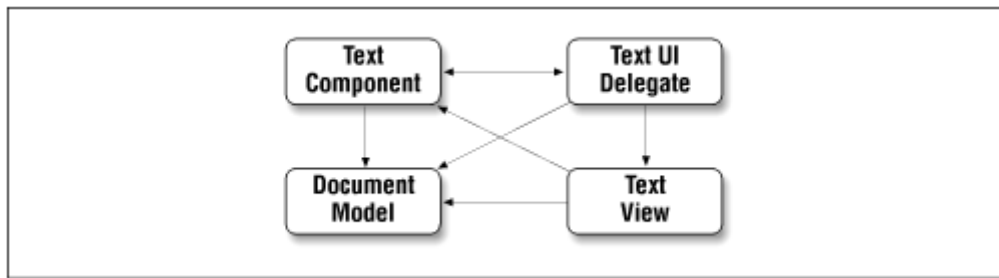 Text
Component
Text UI
Delegate
Document
Model
Text
View